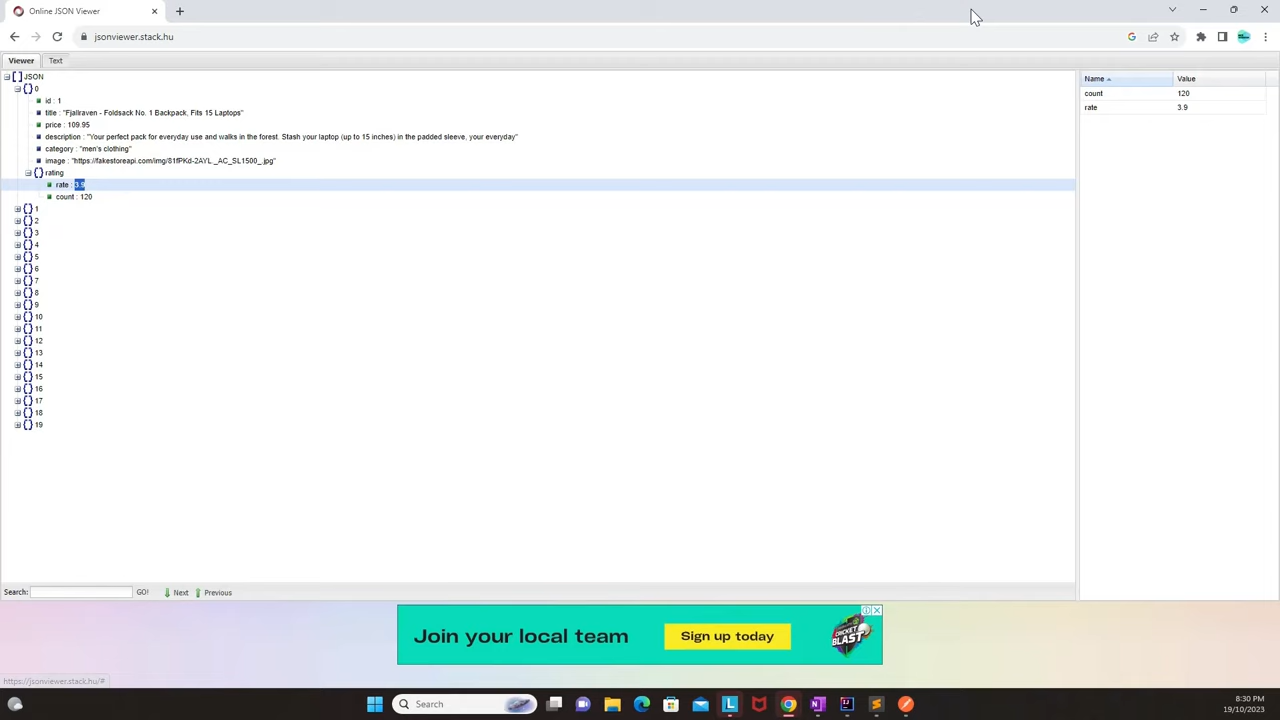 Online JSON Viewer
jsonviewer.stack.hu
Viewer Text
JSON
0
id : 1
title : "Fjallraven - Foldsack No. 1 Backpack, Fits 15 Laptops"
price : 109.95
description : "Your perfect pack for everyday use and walks in the forest. Stash your laptop (up to 15 inches) in the padded sleeve, your everyday"
category : "men's clothing"
image : "https://fakestoreapi.com/img/81fPKd-2AYL._AC_SL1500_.jpg"
rating
rate : 3.9
count : 120
1
2
3
4
5
6
7
8
9
10
11
12
13
14
15
16
17
18
19
Name Value
count 120
rate 3.9
Search: GO! Next Previous
Join your local team
Sign up today
CRICKET
BLAST
https://jsonviewer.stack.hu/#
Search
8:30 PM
19/10/2023